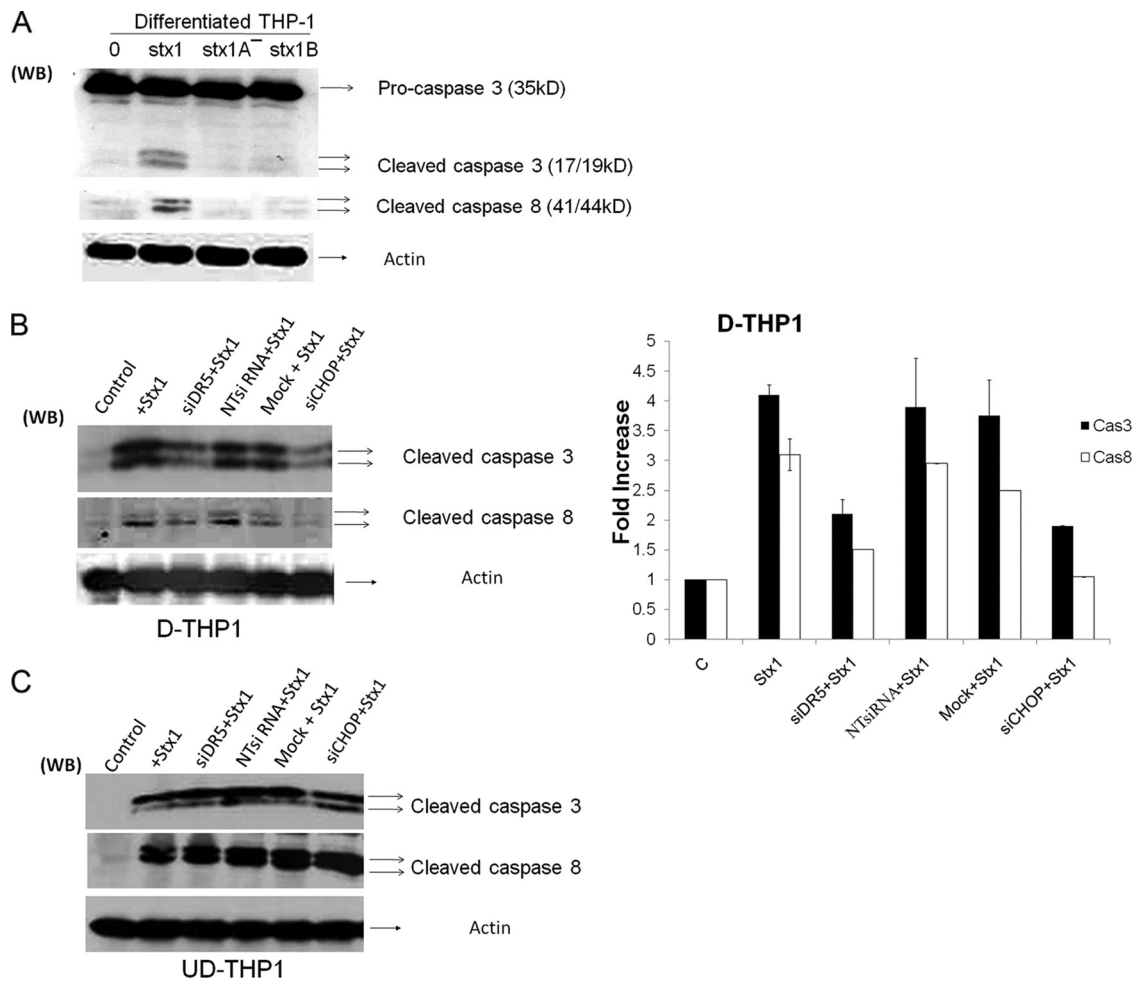 A
Differentiated THP-1
0 stx1 stx1A⁻ stx1B
(WB)
Pro-caspase 3 (35kD)
Cleaved caspase 3 (17/19kD)
Cleaved caspase 8 (41/44kD)
Actin
B
Control
+Stx1
siDR5+Stx1
NTsi RNA+Stx1
Mock + Stx1
siCHOP+Stx1
(WB)
Cleaved caspase 3
Cleaved caspase 8
Actin
D-THP1
D-THP1
Fold Increase
5
4.5
4
3.5
3
2.5
2
1.5
1
0.5
0
C
Stx1
siDR5+Stx1
NTsiRNA+Stx1
Mock+Stx1
siCHOP+Stx1
Cas3
Cas8
C
Control
+Stx1
siDR5+Stx1
NTsi RNA+Stx1
Mock + Stx1
siCHOP+Stx1
(WB)
Cleaved caspase 3
Cleaved caspase 8
Actin
UD-THP1